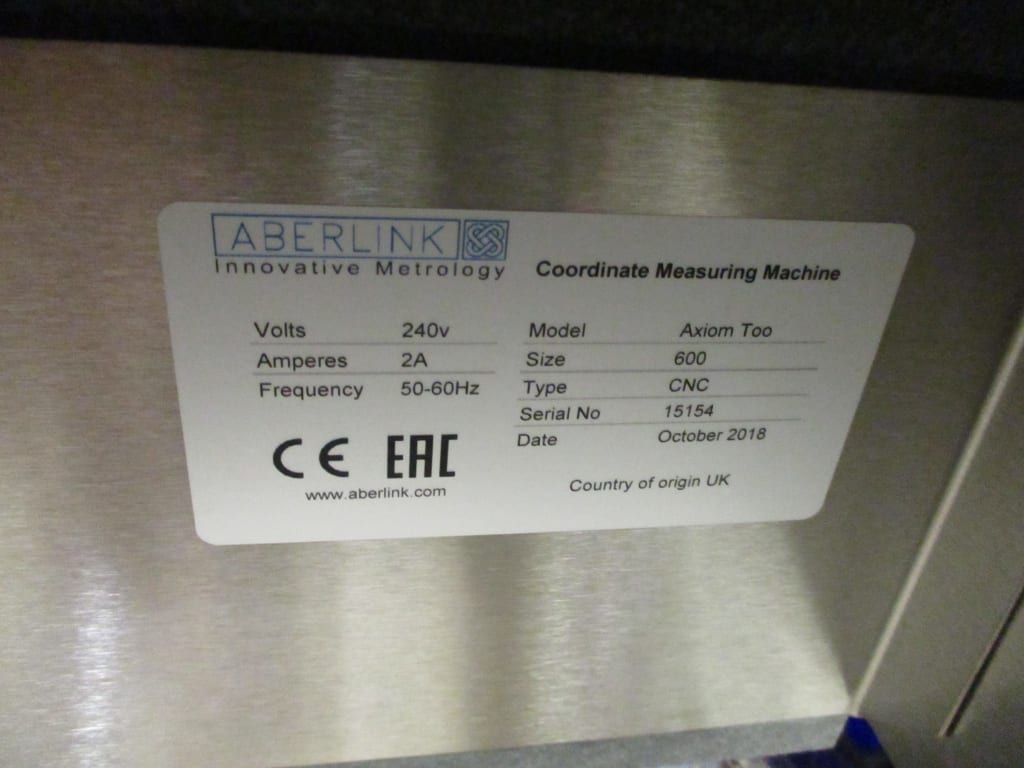 ABERLINK
Innovative Metrology
Coordinate Measuring Machine
Volts 240v
Amperes 2A
Frequency 50-60Hz
CE EAC
www.aberlink.com
Model Axiom Too
Size 600
Type CNC
Serial No 15154
Date October 2018
Country of origin UK